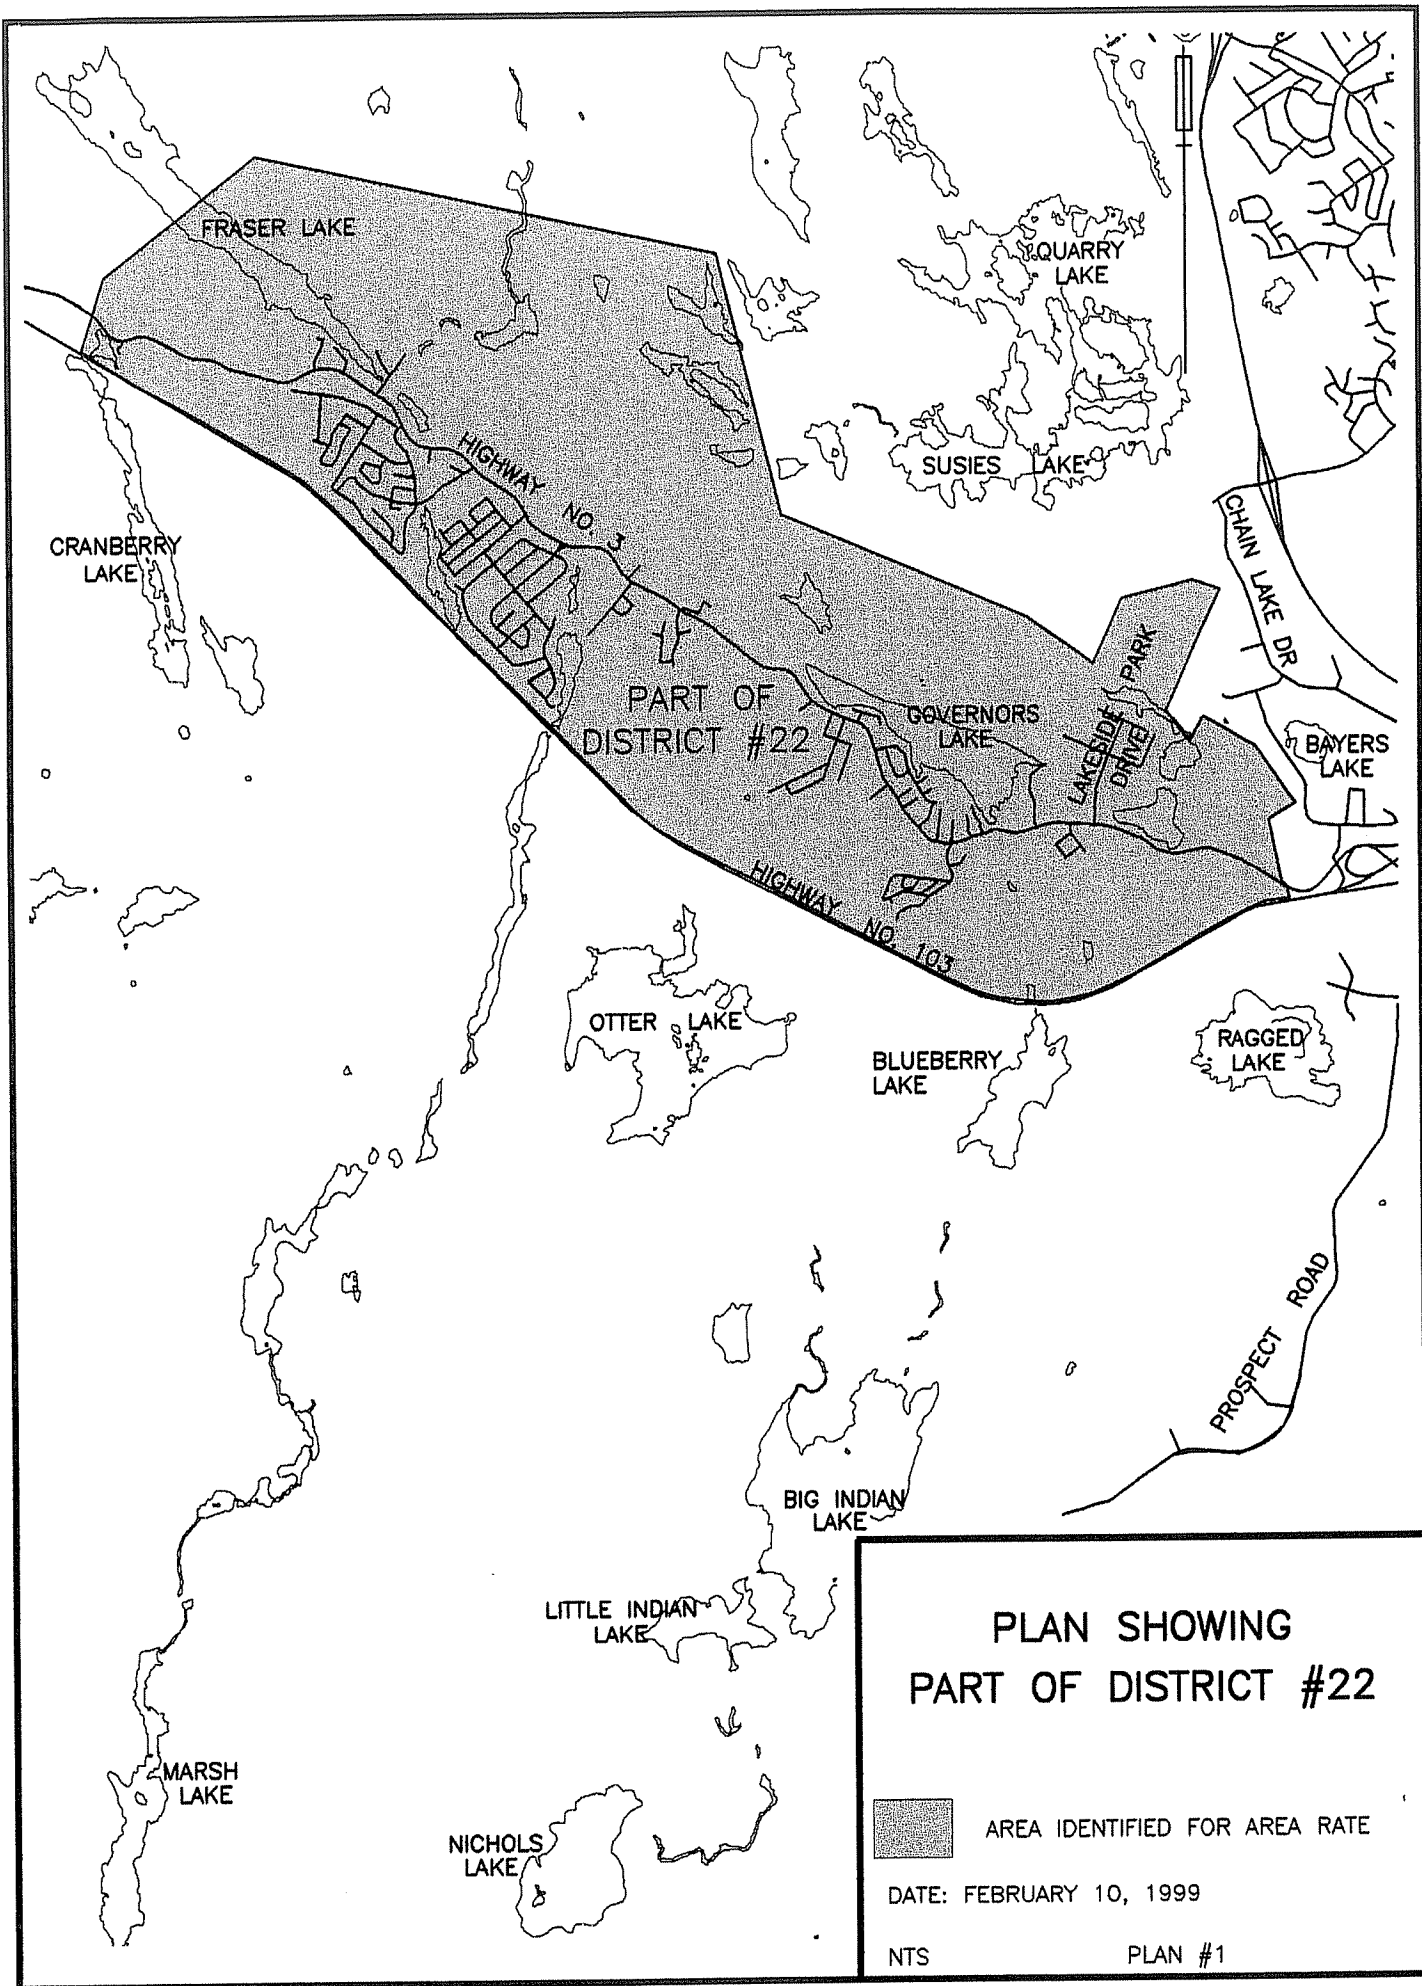 FRASER LAKE
QUARRY
LAKE
HIGHWAY NO. 3
SUSIES LAKE
CRANBERRY
LAKE
CHAIN LAKE DR
PART OF
DISTRICT #22
GOVERNORS
LAKE
LAKESIDE PARK
DRIVE
BAYERS
LAKE
HIGHWAY NO. 103
OTTER LAKE
BLUEBERRY
LAKE
RAGGED
LAKE
PROSPECT ROAD
BIG INDIAN
LAKE
LITTLE INDIAN
LAKE
MARSH
LAKE
NICHOLS
LAKE
PLAN SHOWING
PART OF DISTRICT #22
AREA IDENTIFIED FOR AREA RATE
DATE: FEBRUARY 10, 1999
NTS PLAN #1